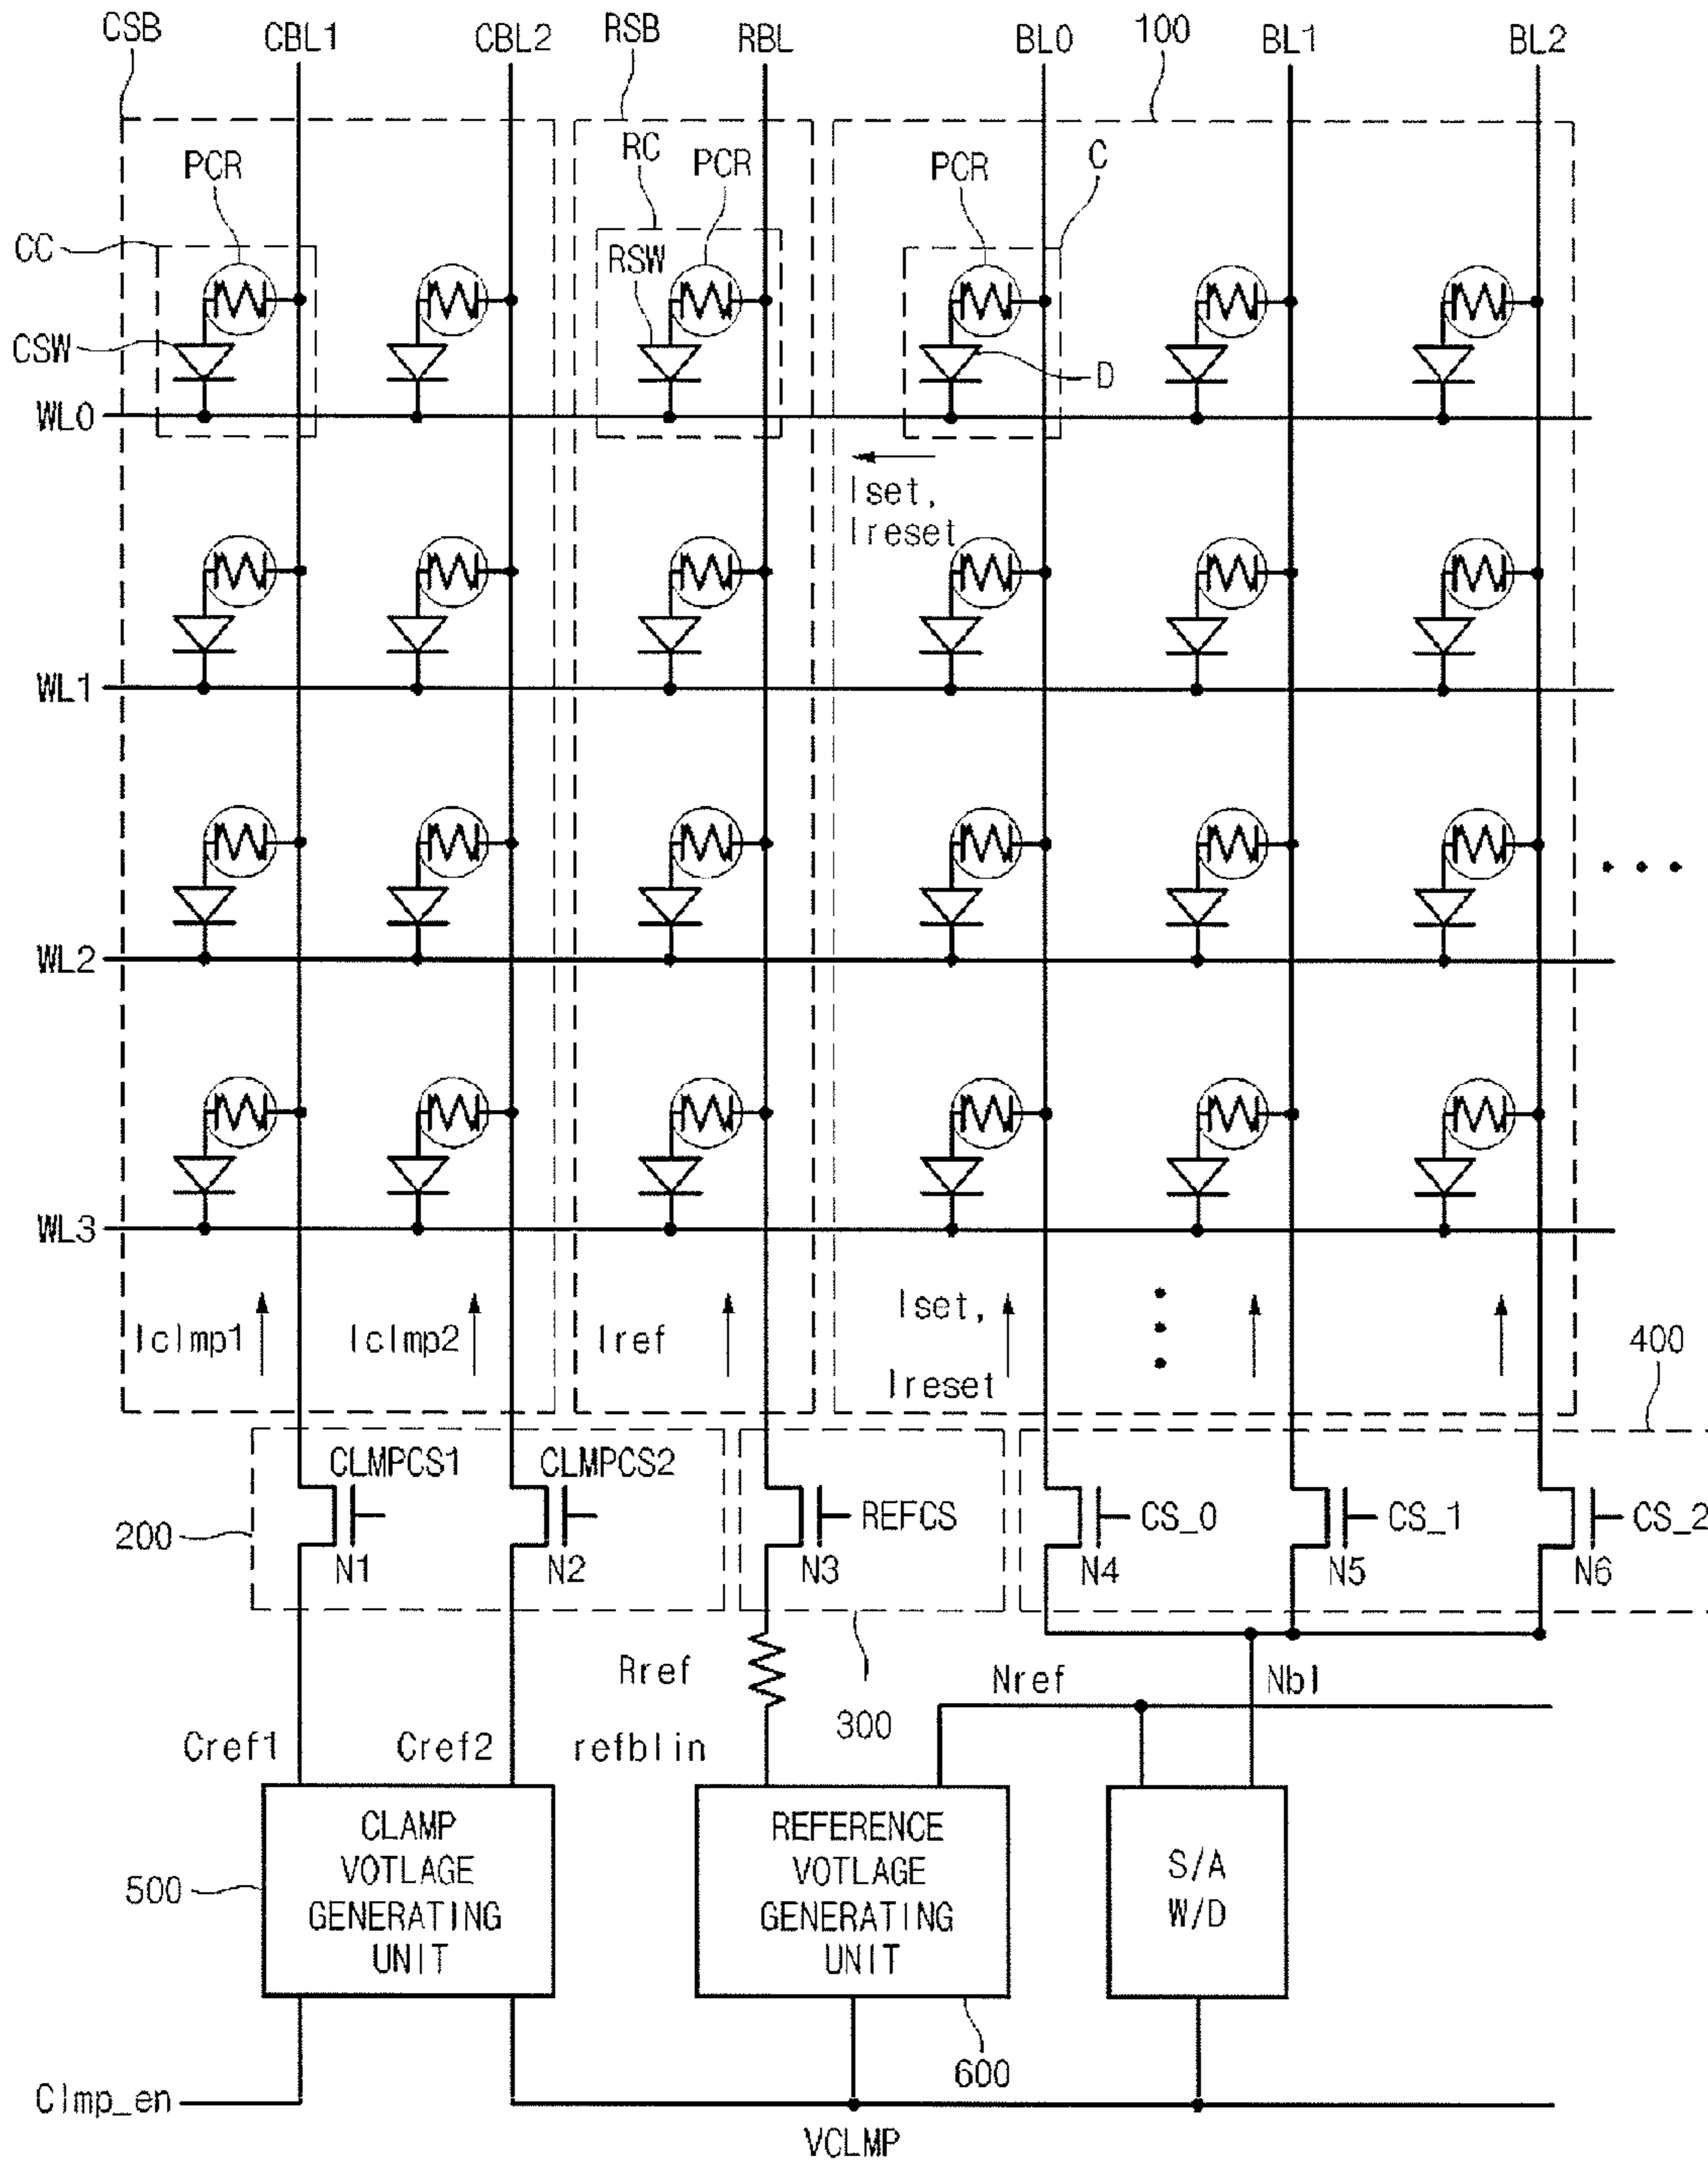 CSB CBL1 CBL2 RSB RBL BL0 100 BL1 BL2
PCR RC PCR PCR C
CC RSW
CSW D
WL0
Iset,
Ireset
WL1
WL2
WL3
Iclmp1 Iclmp2 Iref Iset,
Ireset
400
CLMPCS1 CLMPCS2
200 REFCS CS_0 CS_1 CS_2
N1 N2 N3 N4 N5 N6
Rref Nref Nbl
300
Cref1 Cref2 refblin
CLAMP
VOTLAGE
GENERATING
UNIT
500
REFERENCE
VOTLAGE
GENERATING
UNIT
S/A
W/D
600
Clmp_en
VCLMP